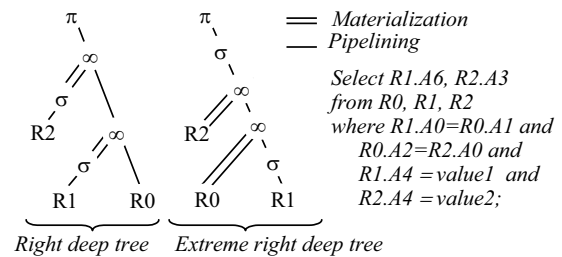 π
π
Materialization
Pipelining
σ
∞
σ
∞
σ
R2
∞
R2
∞
σ
σ
R1
R0
R0
R1
Select R1.A6, R2.A3
from R0, R1, R2
where R1.A0=R0.A1 and
R0.A2=R2.A0 and
R1.A4 =value1 and
R2.A4 =value2;
Right deep tree
Extreme right deep tree